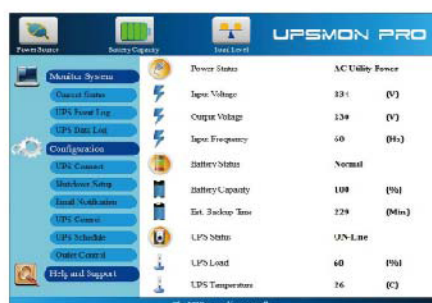 UPSMON PRO
Power Source
Battery Capacity
Load Level
Monitor System
Current Status
UPS Event Log
UPS Data Log
Configuration
UPS Connect
Shutdown Setup
Email Notification
UPS Control
UPS Schedule
Outlet Control
Help and Support
Power Status AC Utility Power
Input Voltage (V)
Output Voltage (V)
Input Frequency 60 (Hz)
Battery Status Normal
Battery Capacity 100 (%)
Est. Backup Time 229 (Min)
UPS Status ON-Line
UPS Load 60 (%)
UPS Temperature 26 (C)